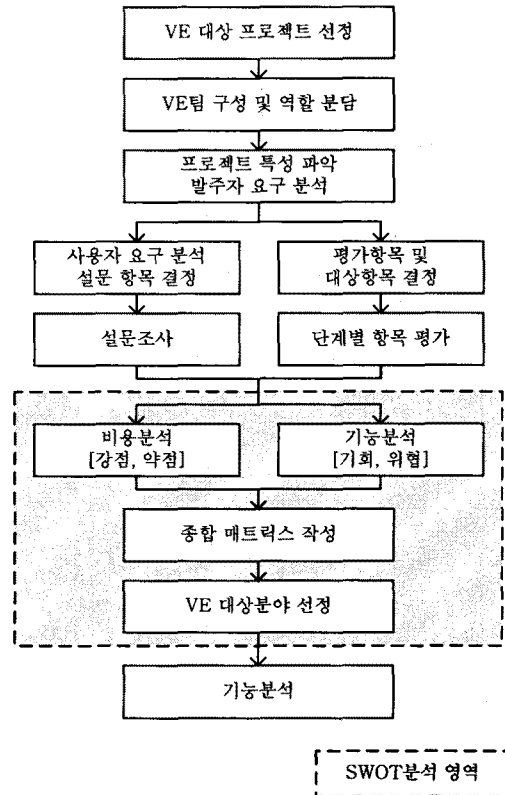 VE 대상 프로젝트 선정
VE팀 구성 및 역할 분담
프로젝트 특성 파악
발주자 요구 분석
사용자 요구 분석
설문 항목 결정
평가항목 및
대상항목 결정
설문조사
단계별 항목 평가
비용분석
[강점, 약점]
기능분석
[기회, 위협]
종합 매트릭스 작성
VE 대상분야 선정
기능분석
SWOT분석 영역